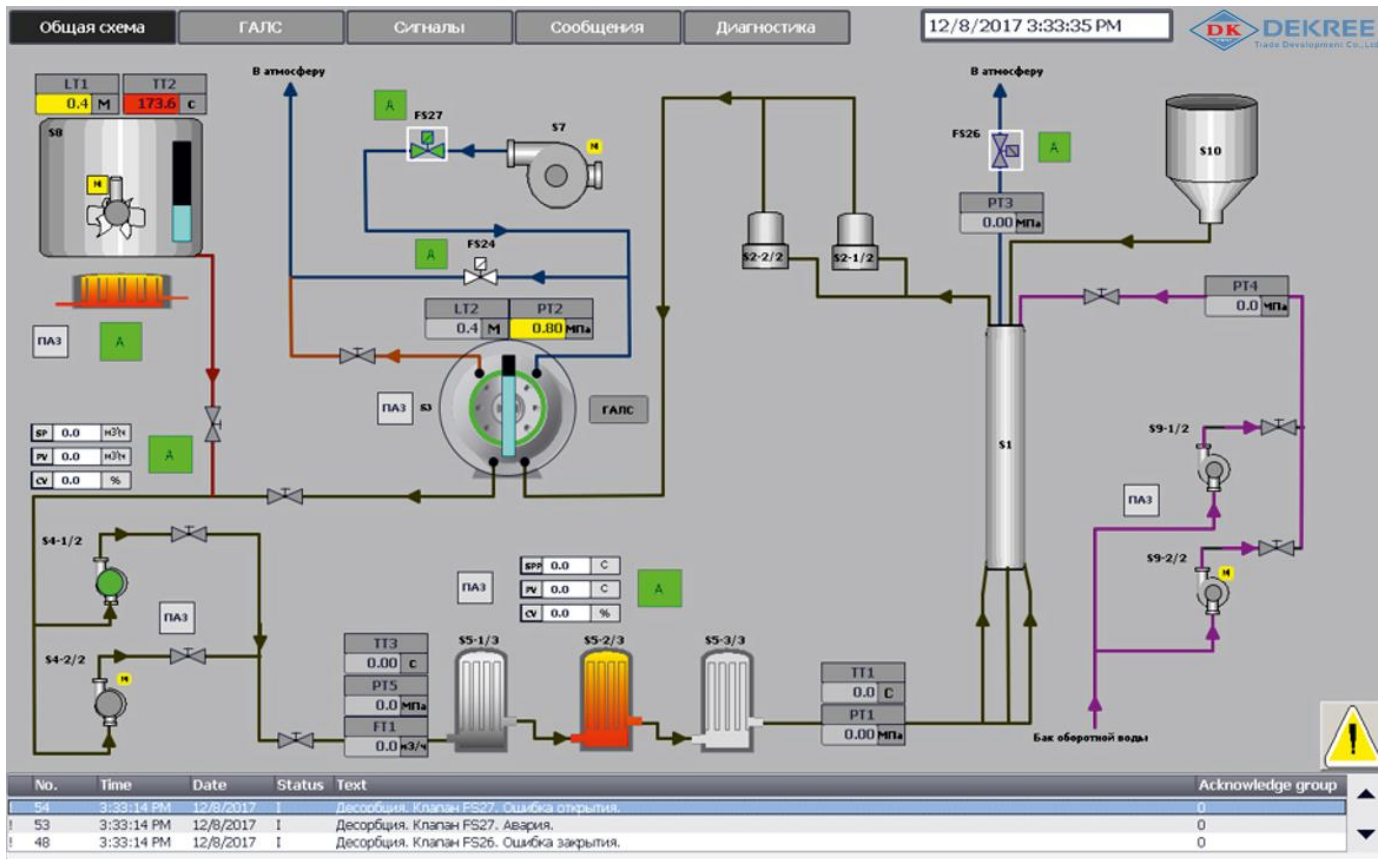 Общая схема
ГАЛС
Сигналы
Сообщения
Диагностика
12/8/2017 3:33:35 PM
DK DEKREE
Trade Development Co., Ltd
LT1 TT2
0.4 М 173.6 С
S8
М
В атмосферу
А
FS27
S7
М
В атмосферу
FS26
А
S10
PT3
0.00 МПа
А
FS24
S2-2/2
S2-1/2
PT4
0.0 МПа
LT2 PT2
0.4 М 0.80 МПа
ПАЗ
А
ПАЗ
S3
ГАЛС
S1
S9-1/2
SP 0.0 м3/ч
PV 0.0 м3/ч
CV 0.0 %
А
ПАЗ
S4-1/2
S9-2/2
М
SPP 0.0 С
PV 0.0 С
CV 0.0 %
ПАЗ
А
ПАЗ
S4-2/2
М
S5-1/3
S5-2/3
S5-3/3
TT3
0.00 С
PT5
0.0 МПа
FT1
0.0 м3/ч
TT1
0.0 С
PT1
0.00 МПа
Бак оборотной воды
No. Time Date Status Text Acknowledge group
! 54 3:33:14 PM 12/8/2017 I Десорбция. Клапан FS27. Ошибка открытия. 0
! 53 3:33:14 PM 12/8/2017 I Десорбция. Клапан FS27. Авария. 0
! 48 3:33:14 PM 12/8/2017 I Десорбция. Клапан FS26. Ошибка закрытия. 0